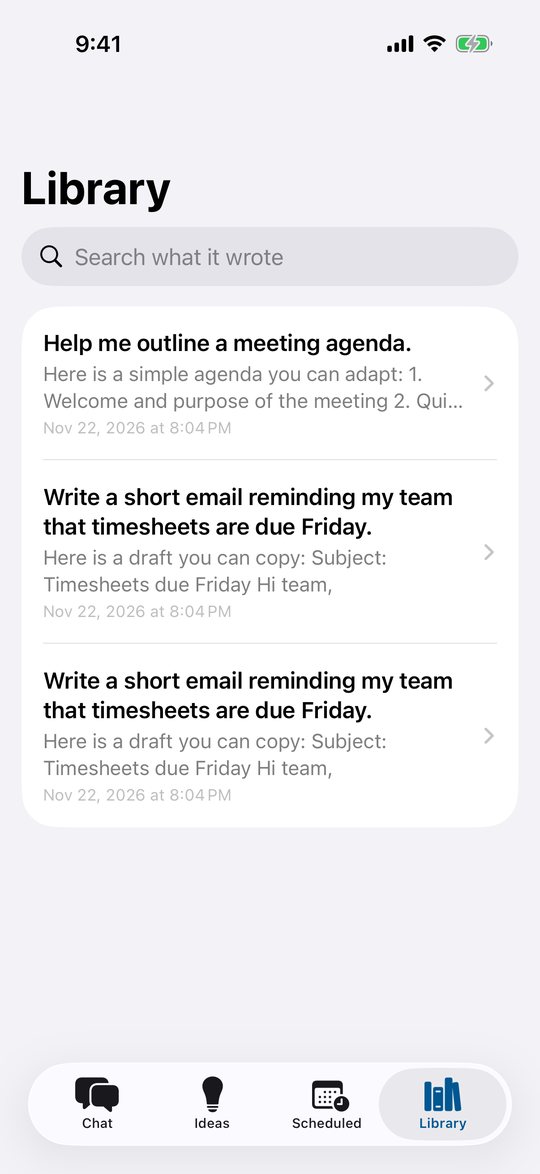 9:41
Library
Search what it wrote
Help me outline a meeting agenda.
Here is a simple agenda you can adapt: 1.
Welcome and purpose of the meeting 2. Qui...
Nov 22, 2026 at 8:04 PM
Write a short email reminding my team
that timesheets are due Friday.
Here is a draft you can copy: Subject:
Timesheets due Friday Hi team,
Nov 22, 2026 at 8:04 PM
Write a short email reminding my team
that timesheets are due Friday.
Here is a draft you can copy: Subject:
Timesheets due Friday Hi team,
Nov 22, 2026 at 8:04 PM
Chat Ideas Scheduled Library